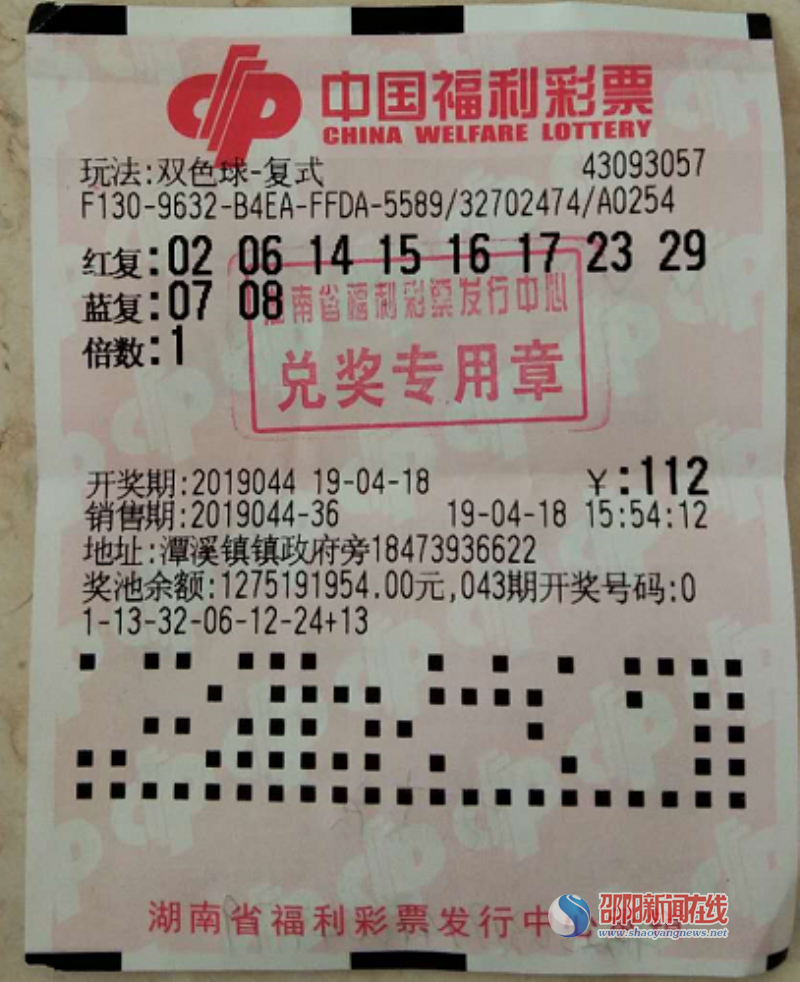 中国福利彩票
CHINA WELFARE LOTTERY
玩法:双色球-复式 43093057
F130-9632-B4EA-FFDA-5589/32702474/A0254
红复:02 06 14 15 16 17 23 29
蓝复:07 08
湖南省福利彩票发行中心
倍数:1
兑奖专用章
开奖期:2019044 19-04-18 ¥:112
销售期:2019044-36 19-04-18 15:54:12
地址:潭溪镇镇政府旁18473936622
奖池余额:1275191954.00元,043期开奖号码:0
1-13-32-06-12-24+13
湖南省福利彩票发行中心
邵阳新闻在线
www.shaoyangnews.net